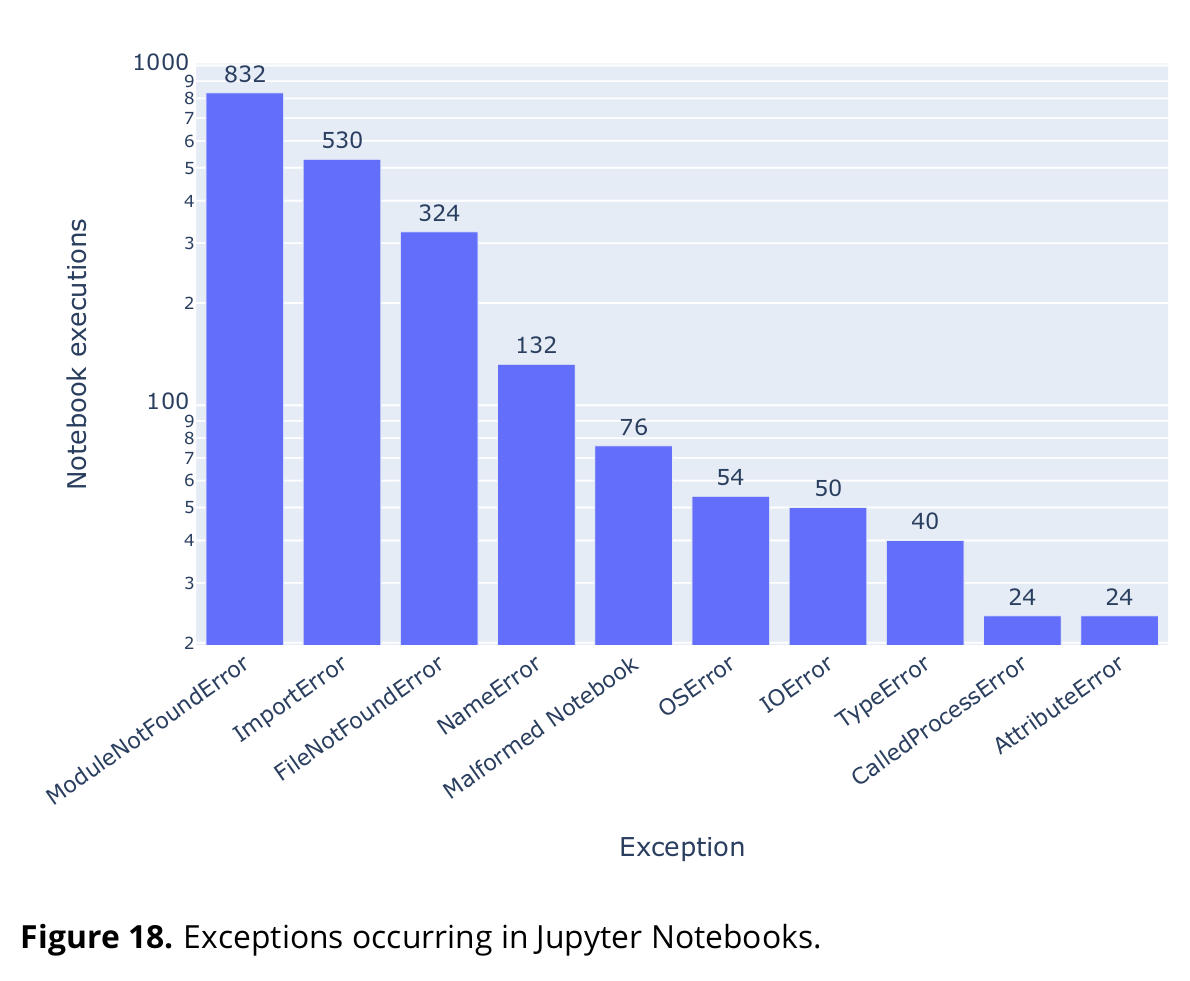 1000
9
8
7
6
5
4
3
2
100
9
8
7
6
5
4
3
2
Notebook executions
832
530
324
132
76
54
50
40
24
24
ModuleNotFoundError
ImportError
FileNotFoundError
NameError
Malformed Notebook
OSError
IOError
TypeError
CalledProcessError
AttributeError
Exception
Figure 18. Exceptions occurring in Jupyter Notebooks.